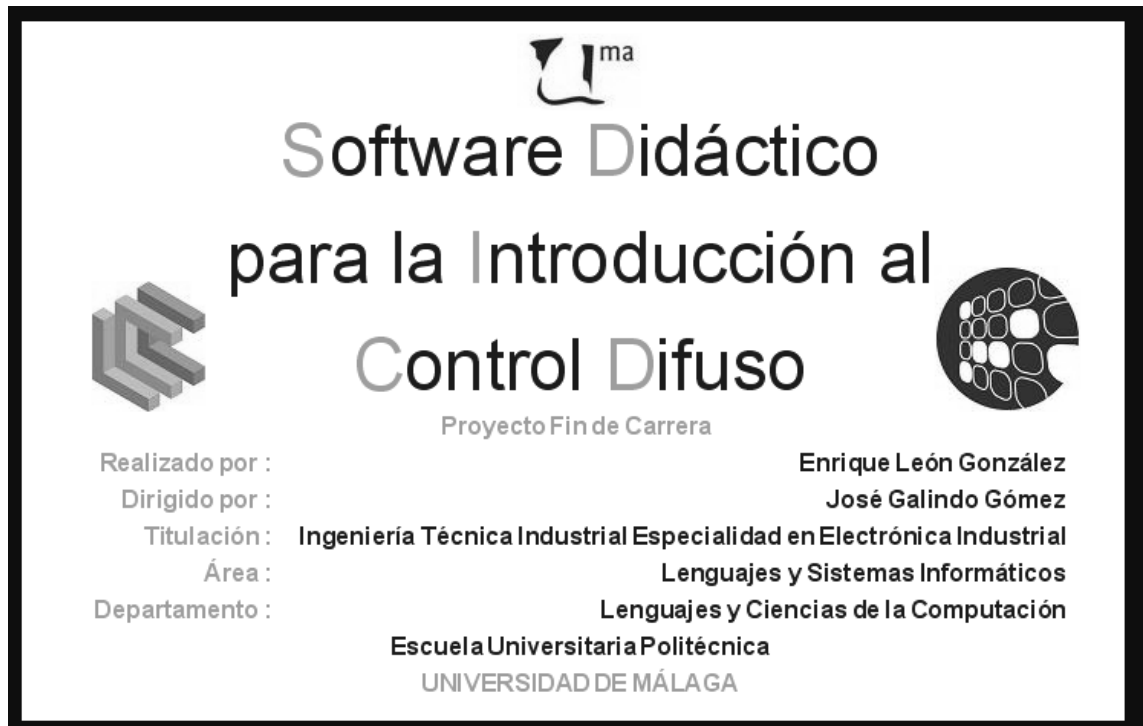 uma
Software Didáctico
para la Introducción al
Control Difuso
Proyecto Fin de Carrera
Realizado por : Enrique León González
Dirigido por : José Galindo Gómez
Titulación : Ingeniería Técnica Industrial Especialidad en Electrónica Industrial
Área : Lenguajes y Sistemas Informáticos
Departamento : Lenguajes y Ciencias de la Computación
Escuela Universitaria Politécnica
UNIVERSIDAD DE MÁLAGA